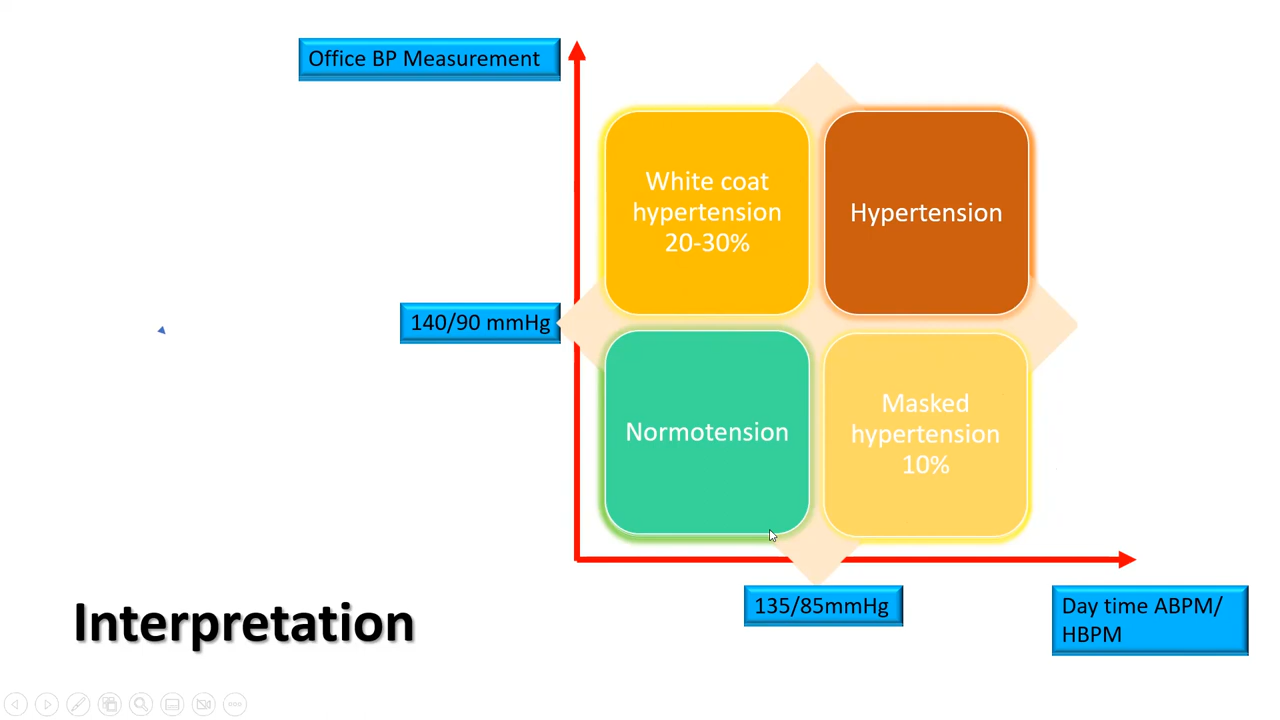 Office BP Measurement
White coat
hypertension
20-30%
Hypertension
140/90 mmHg
Normotension
Masked
hypertension
10%
135/85mmHg
Day time ABPM/
HBPM
Interpretation